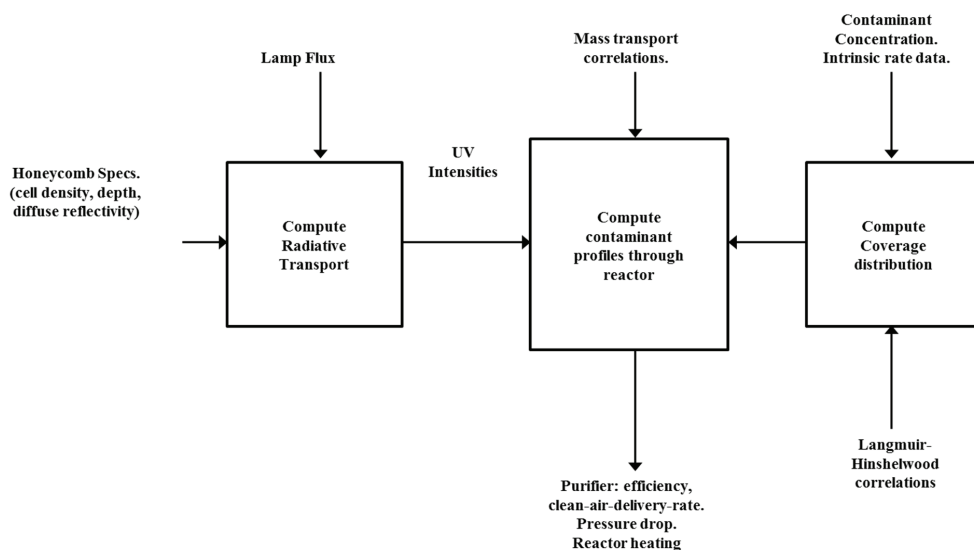 Lamp Flux
Mass transport
correlations.
Contaminant
Concentration.
Intrinsic rate data.
Honeycomb Specs.
(cell density, depth,
diffuse reflectivity)
UV
Intensities
Compute
Radiative
Transport
Compute
contaminant
profiles through
reactor
Compute
Coverage
distribution
Langmuir-
Hinshelwood
correlations
Purifier: efficiency,
clean-air-delivery-rate.
Pressure drop.
Reactor heating